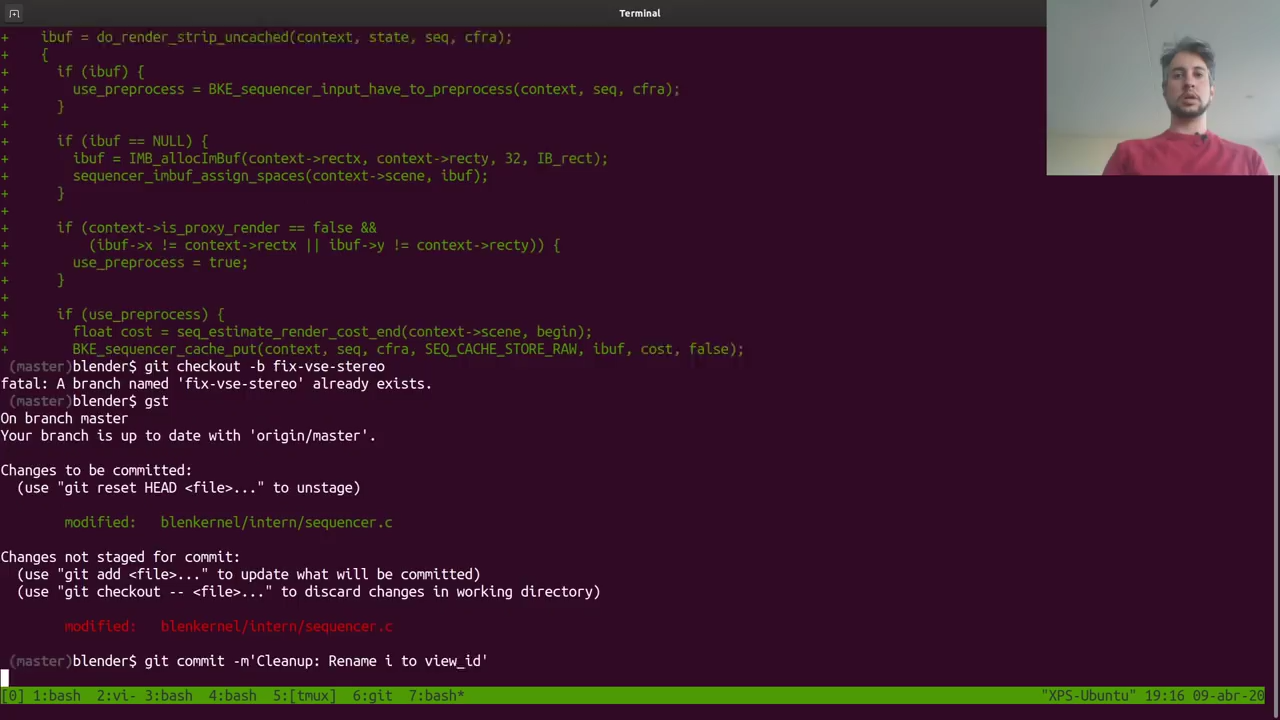 Terminal
+    ibuf = do_render_strip_uncached(context, state, seq, cfra);
+    {
+      if (ibuf) {
+        use_preprocess = BKE_sequencer_input_have_to_preprocess(context, seq, cfra);
+      }
+
+      if (ibuf == NULL) {
+        ibuf = IMB_allocImBuf(context->rectx, context->recty, 32, IB_rect);
+        sequencer_imbuf_assign_spaces(context->scene, ibuf);
+      }
+
+      if (context->is_proxy_render == false &&
+          (ibuf->x != context->rectx || ibuf->y != context->recty)) {
+        use_preprocess = true;
+      }
+
+      if (use_preprocess) {
+        float cost = seq_estimate_render_cost_end(context->scene, begin);
+        BKE_sequencer_cache_put(context, seq, cfra, SEQ_CACHE_STORE_RAW, ibuf, cost, false);
(master)blender$ git checkout -b fix-vse-stereo
fatal: A branch named 'fix-vse-stereo' already exists.
(master)blender$ gst
On branch master
Your branch is up to date with 'origin/master'.
Changes to be committed:
  (use "git reset HEAD <file>..." to unstage)
        modified:   blenkernel/intern/sequencer.c
Changes not staged for commit:
  (use "git add <file>..." to update what will be committed)
  (use "git checkout -- <file>..." to discard changes in working directory)
        modified:   blenkernel/intern/sequencer.c
(master)blender$ git commit -m'Cleanup: Rename i to view_id'
[0] 1:bash  2:vi- 3:bash  4:bash  5:[tmux]  6:git  7:bash* "XPS-Ubuntu" 19:16 09-abr-20